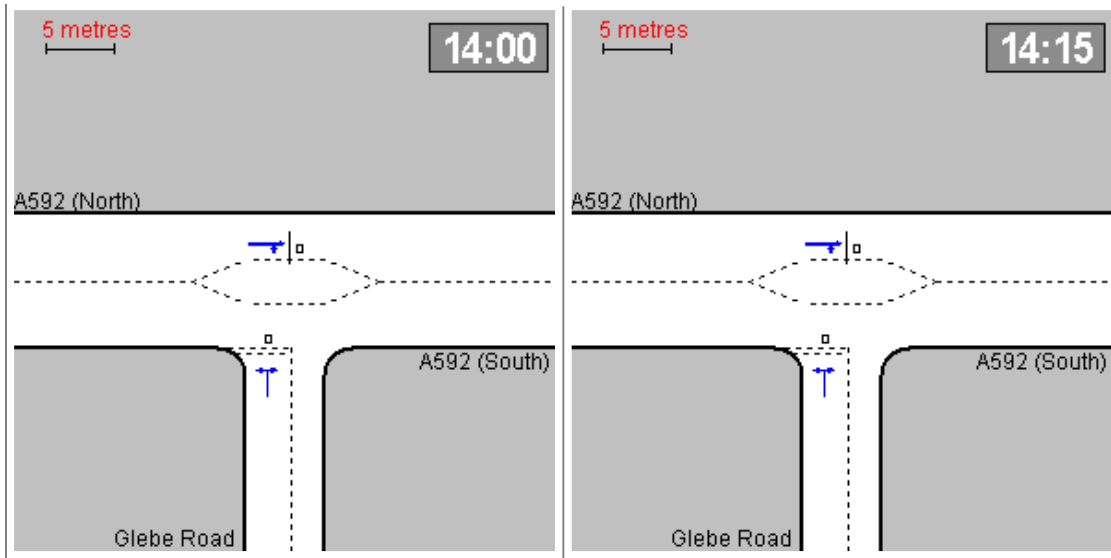 5 metres
14:00
A592 (North)
A592 (South)
Glebe Road
5 metres
14:15
A592 (North)
A592 (South)
Glebe Road